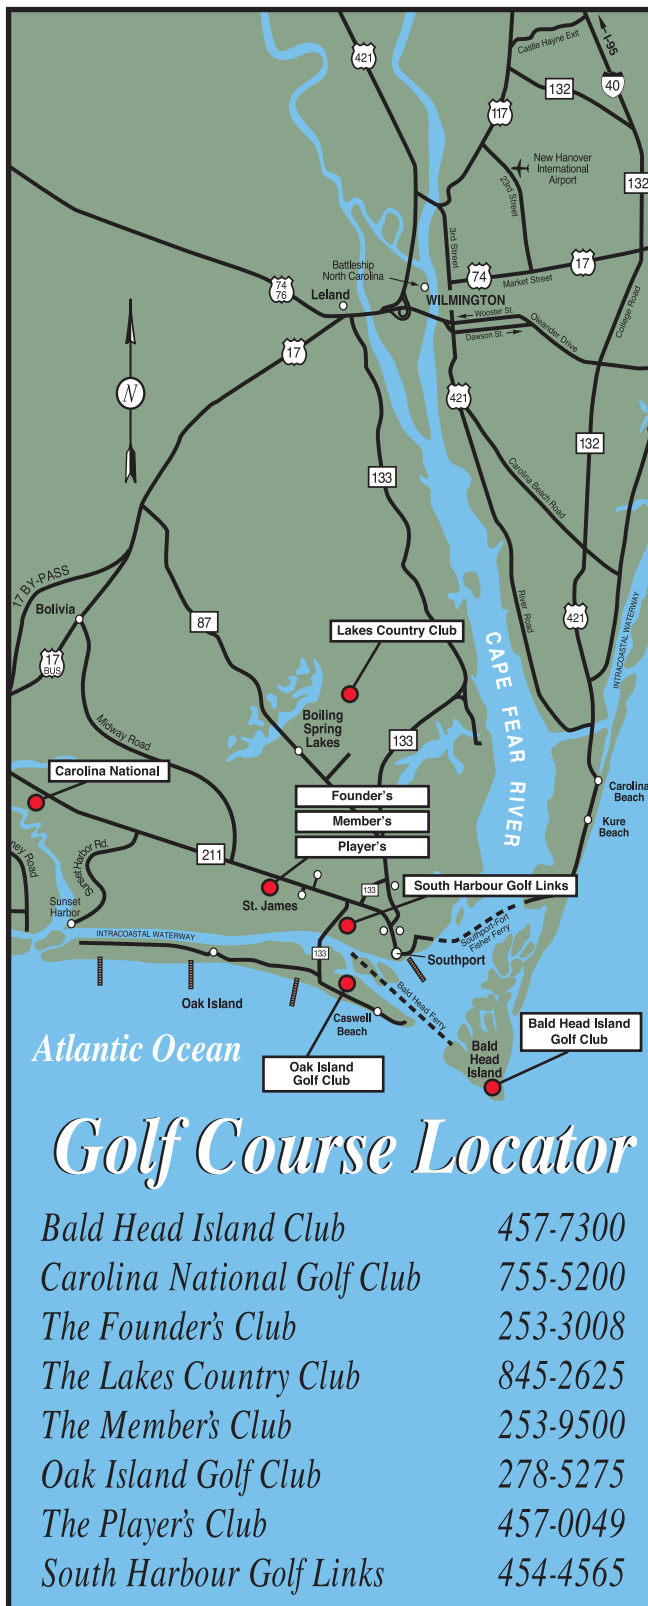 421
Castle Hayne Exit
I-95
40
132
117
New Hanover
International
Airport
132
23rd Street
3rd Street
Battleship
North Carolina
74
17
Market Street
74
76
Leland
WILMINGTON
Wooster St.
Dawson St.
Oleander Drive
College Road
17
N
421
132
133
Carolina Beach Road
17 BY-PASS
Bolivia
87
River Road
421
INTRACOASTAL WATERWAY
Lakes Country Club
CAPE FEAR RIVER
17
BUS
Midway Road
Boiling
Spring
Lakes
133
Carolina National
Carolina
Beach
Founder's
Member's
Player's
Kure
Beach
ney Road
Sunset Harbor Rd.
211
133
South Harbour Golf Links
Sunset
Harbor
St. James
INTRACOASTAL WATERWAY
133
Southport
Southport-Fort
Fisher Ferry
Oak Island
Bald Head Ferry
Caswell
Beach
Atlantic Ocean
Oak Island
Golf Club
Bald
Head
Island
Bald Head Island
Golf Club
Golf Course Locator
Bald Head Island Club 457-7300
Carolina National Golf Club 755-5200
The Founder's Club 253-3008
The Lakes Country Club 845-2625
The Member's Club 253-9500
Oak Island Golf Club 278-5275
The Player's Club 457-0049
South Harbour Golf Links 454-4565